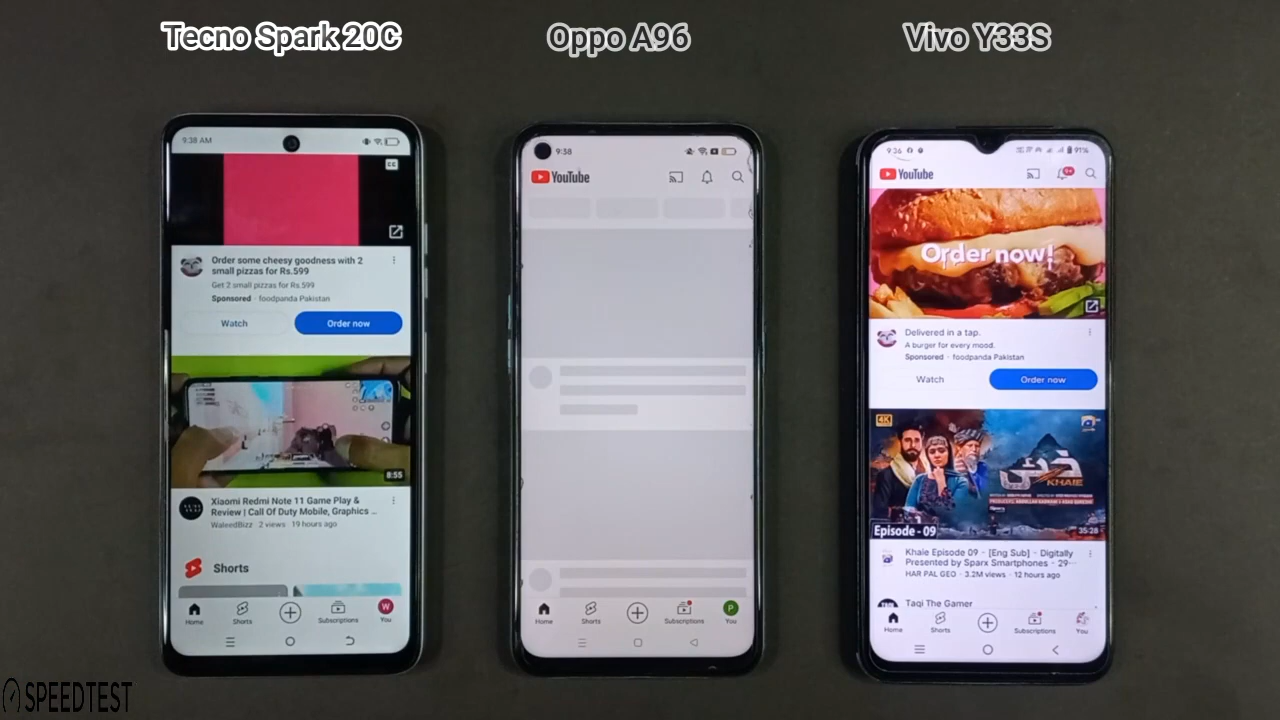 Tecno Spark 20C
Oppo A96
Vivo Y33S
9:38 AM
CC
Order some cheesy goodness with 2
small pizzas for Rs.599
Get 2 small pizzas for Rs.599
Sponsored · foodpanda Pakistan
Watch
Order now
8:55
Xiaomi Redmi Note 11 Game Play &
Review | Call Of Duty Mobile, Graphics ...
WaleedBizz · 2 views · 19 hours ago
Shorts
Home
Shorts
Subscriptions
W
You
9:38
YouTube
Home
Shorts
Subscriptions
P
You
9:36
91%
YouTube
9+
Order now!
Delivered in a tap.
A burger for every mood.
Sponsored · foodpanda Pakistan
Watch
Order now
4K
خئی
KHAIE
Episode - 09
35:28
Khaie Episode 09 - [Eng Sub] - Digitally
Presented by Sparx Smartphones - 29...
HAR PAL GEO · 3.2M views · 12 hours ago
Taqi The Gamer
Home
Shorts
Subscriptions
You
SPEEDTEST